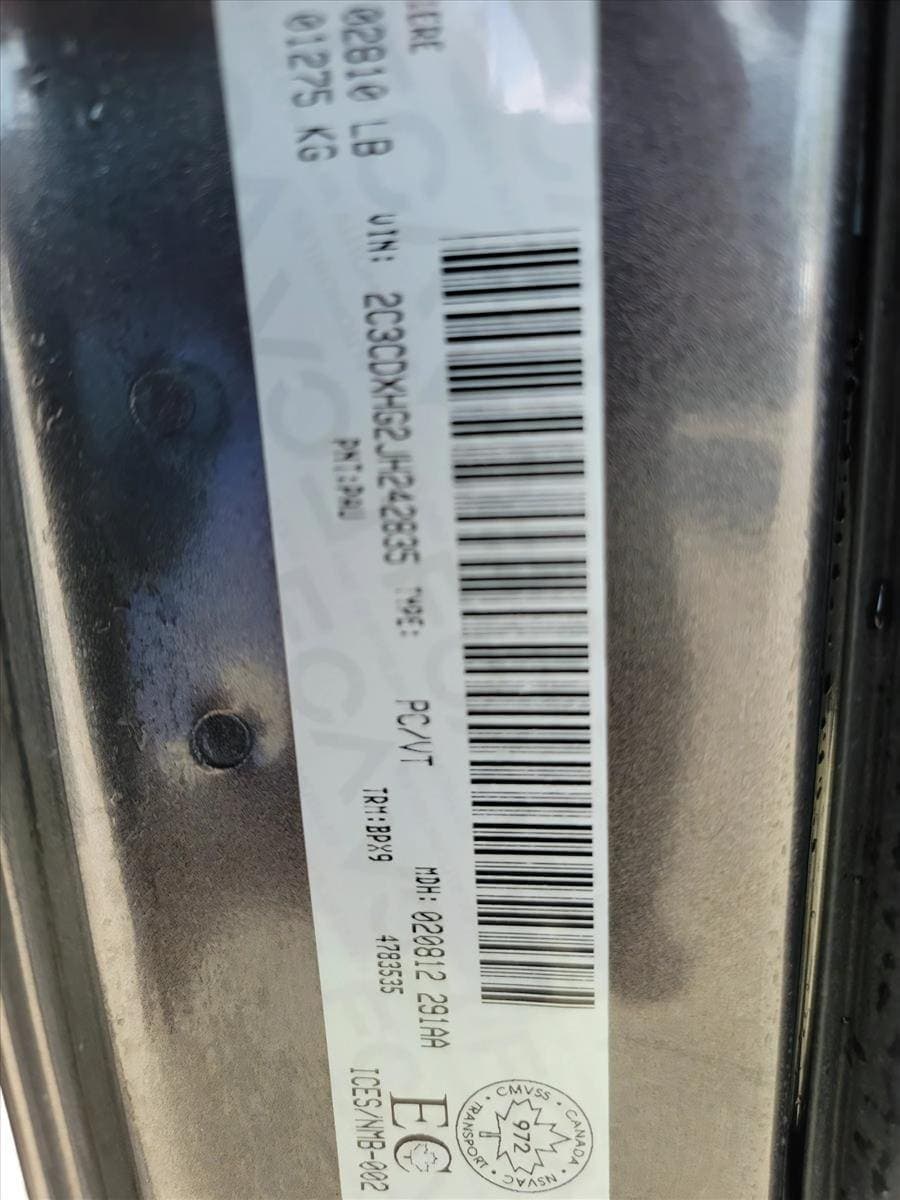 IERE
02810 LB
01275 KG
VIN: 2C3CDXHG2JH242835 TYPE: PC/VT MDH: 020812 291AA
PNT:PAU TRM:BPX9 4783535
EC
ICES/NMB-002
CMVSS · CANADA · NSVAC · TRANSPORT ·
972